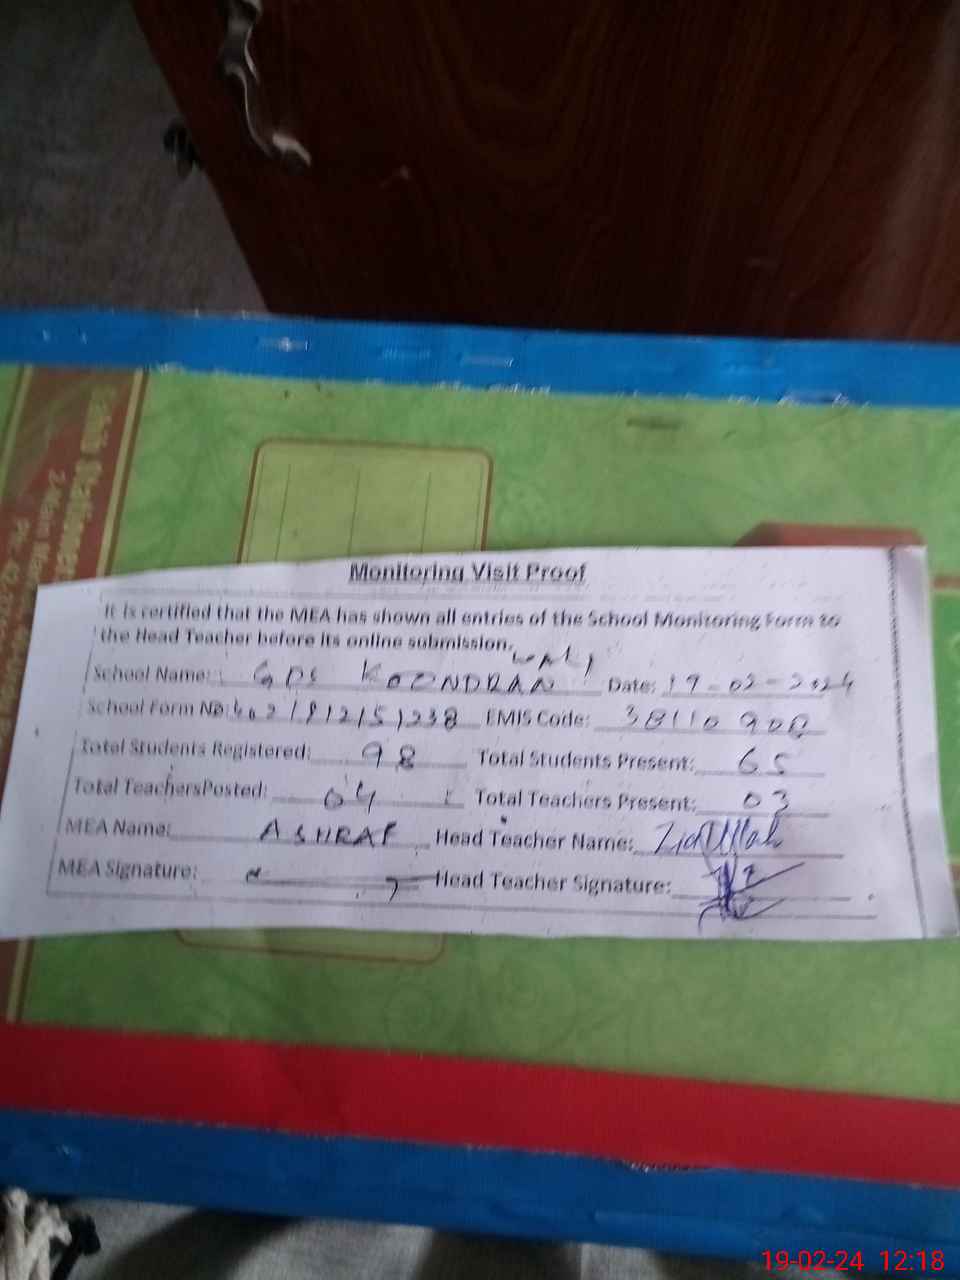 Monitoring Visit Proof
It is certified that the MEA has shown all entries of the School Monitoring Form to
the Head Teacher before its online submission.
School Name: GPS KOONDRAN Date: 19-02-2024
School Form No: EMIS Code: 38110900
Total Students Registered: 98 Total Students Present: 65
Total TeachersPosted: 04 Total Teachers Present: 03
MEA Name: ASHRAF Head Teacher Name: ZiaUllah
MEA Signature: Head Teacher Signature:
19-02-24 12:18